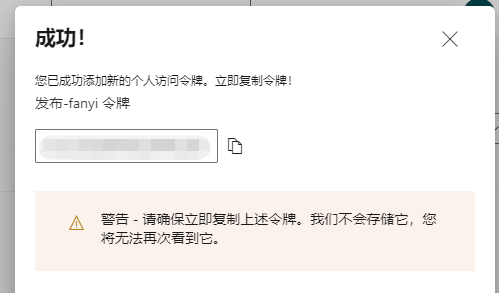 成功！
您已成功添加新的个人访问令牌。立即复制令牌！
发布-fanyi 令牌
警告 - 请确保立即复制上述令牌。我们不会存储它，您
将无法再次看到它。